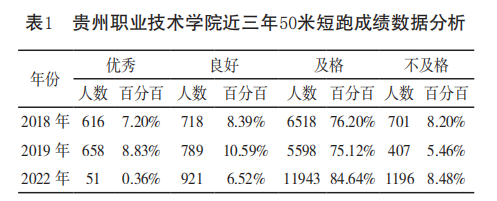 表1 贵州职业技术学院近三年50米短跑成绩数据分析
年份 优秀 良好 及格 不及格
人数 百分百 人数 百分百 人数 百分百 人数 百分百
2018 年 616 7.20% 718 8.39% 6518 76.20% 701 8.20%
2019 年 658 8.83% 789 10.59% 5598 75.12% 407 5.46%
2022 年 51 0.36% 921 6.52% 11943 84.64% 1196 8.48%